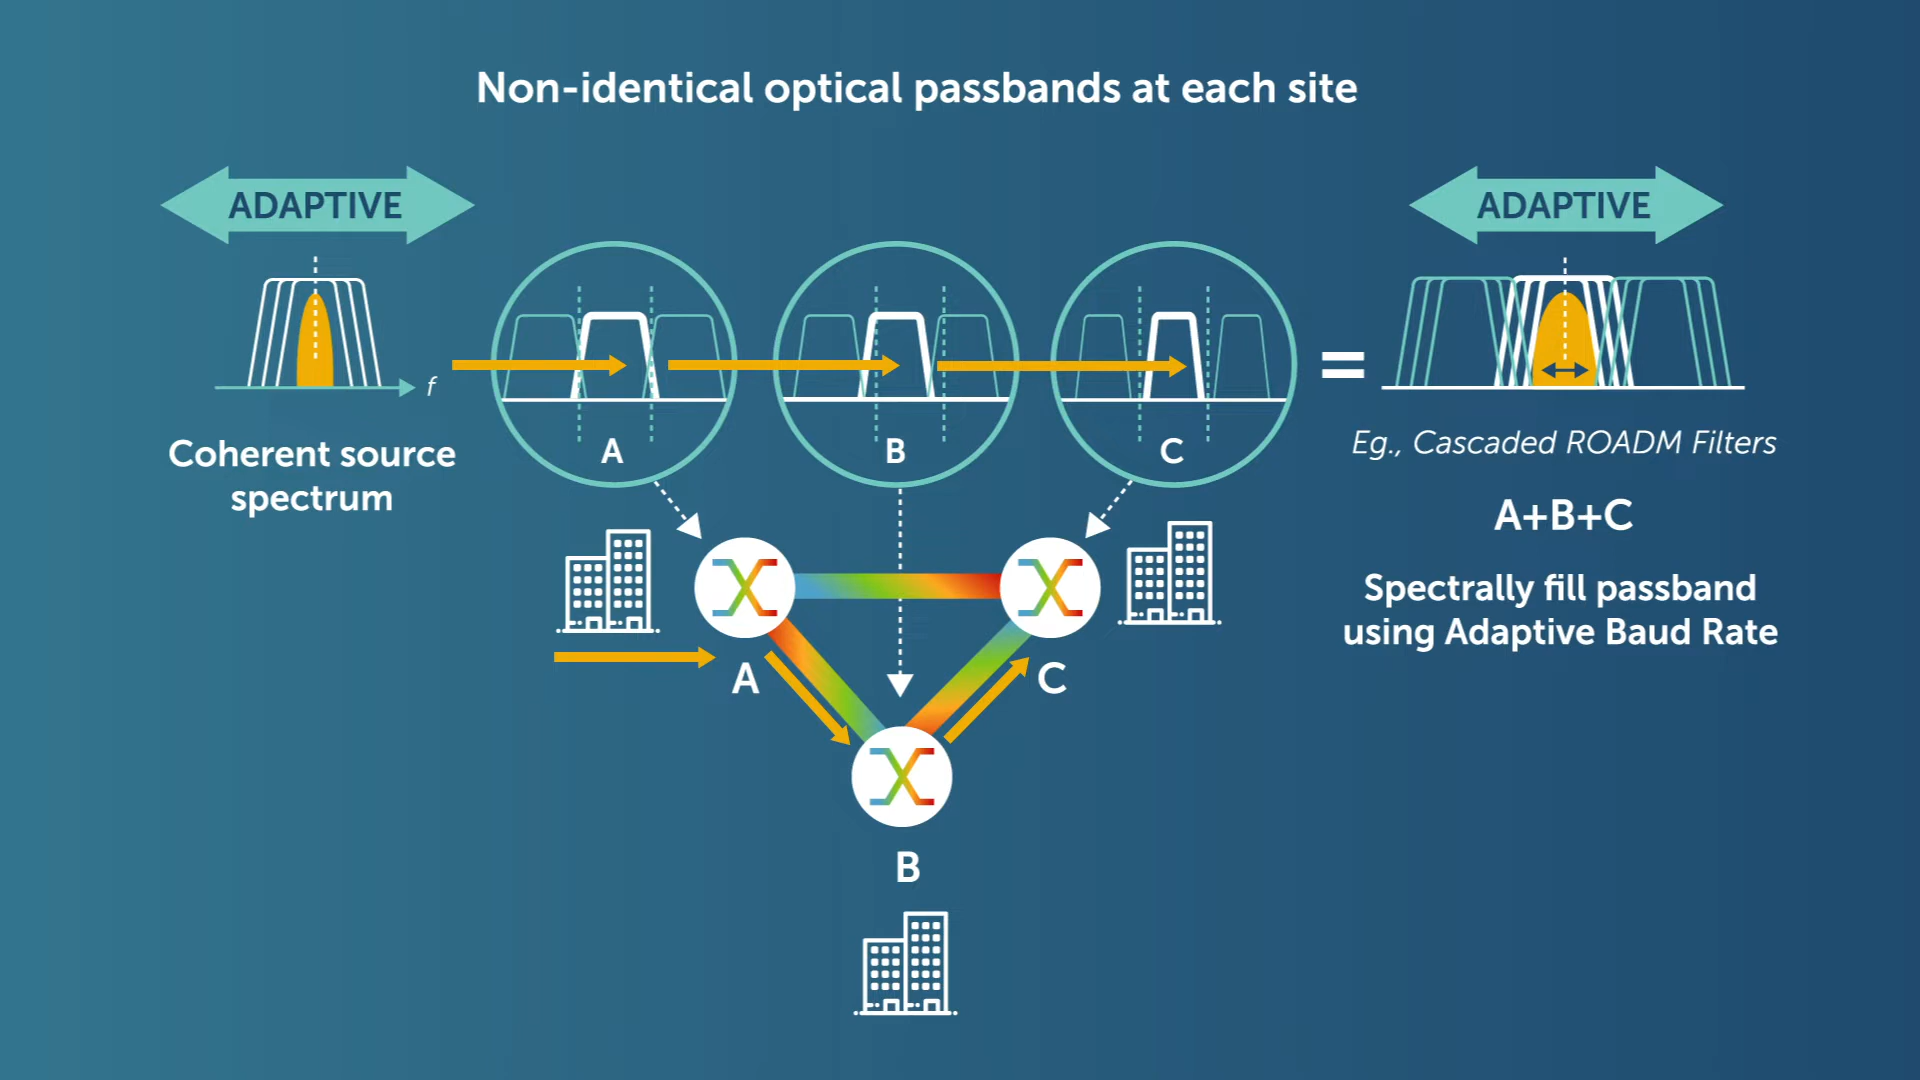 Non-identical optical passbands at each site
ADAPTIVE
ADAPTIVE
f
A
B
C
=
Coherent source
spectrum
Eg., Cascaded ROADM Filters
A+B+C
Spectrally fill passband
using Adaptive Baud Rate
A
C
B